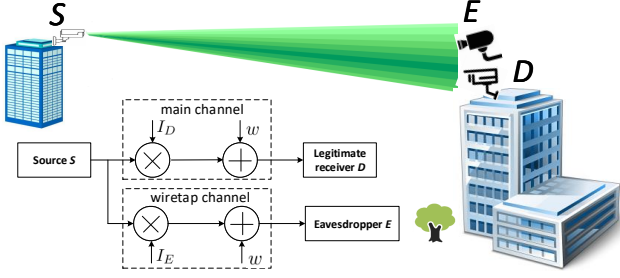 S
E
D
main channel
I_D
w
Source S
Legitimate
receiver D
wiretap channel
Eavesdropper E
I_E
w